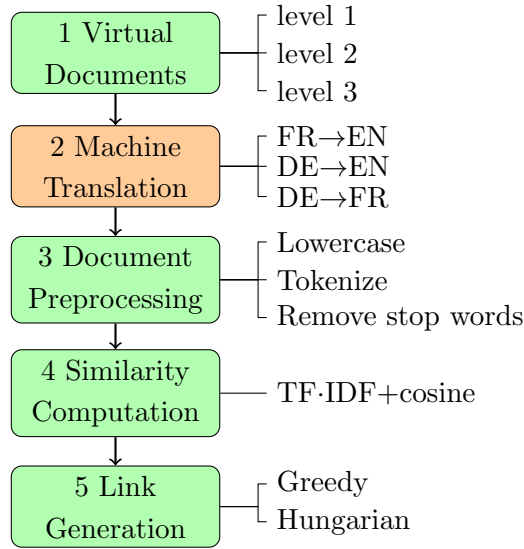 1 Virtual
Documents
level 1
level 2
level 3
2 Machine
Translation
FR→EN
DE→EN
DE→FR
3 Document
Preprocessing
Lowercase
Tokenize
Remove stop words
4 Similarity
Computation
TF·IDF+cosine
5 Link
Generation
Greedy
Hungarian